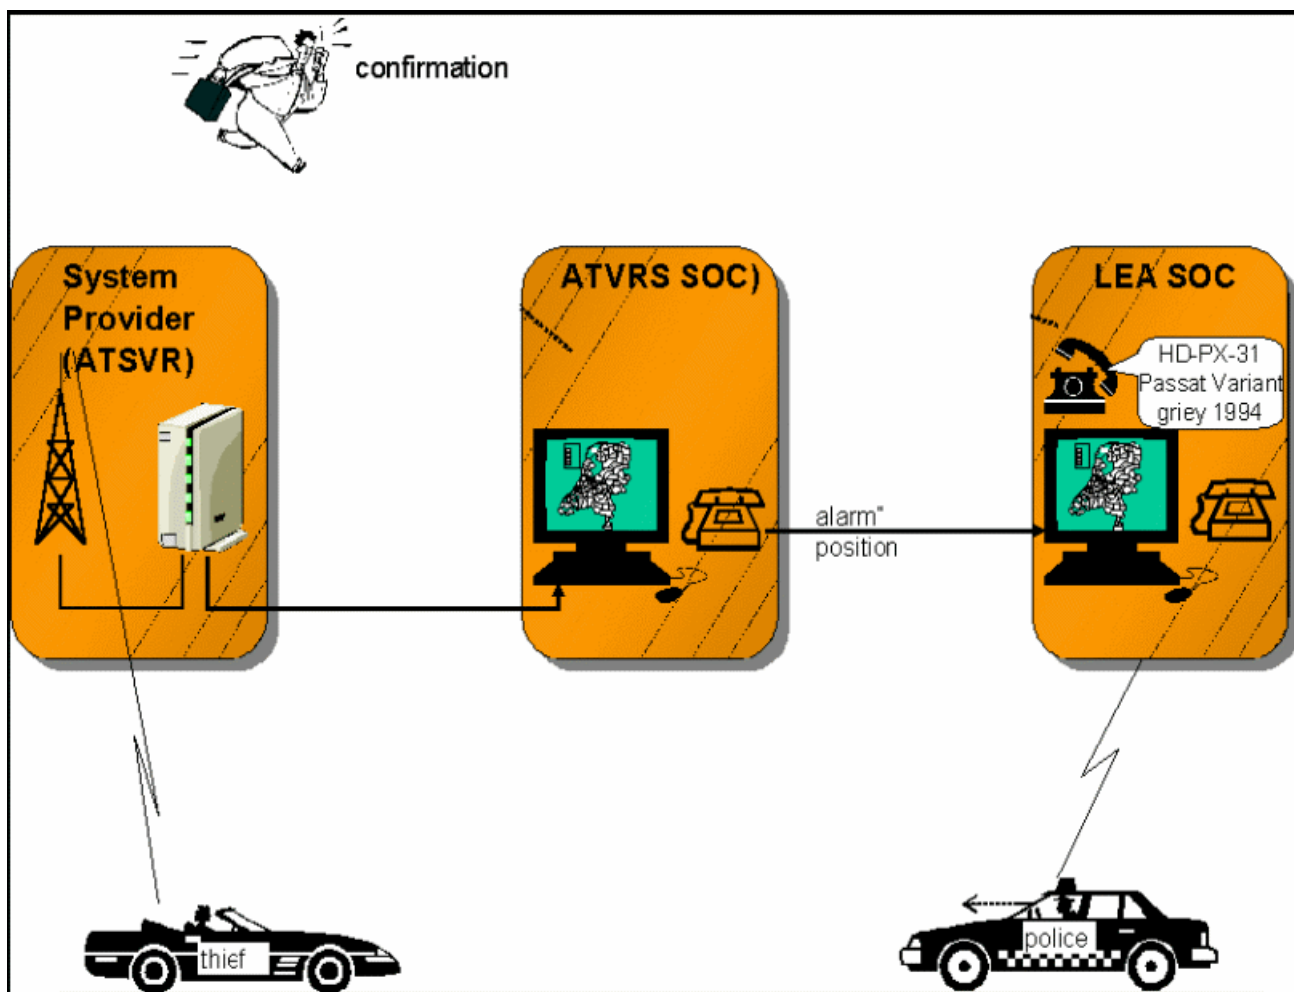 confirmation
System
Provider
(ATSVR)
ATVRS SOC)
LEA SOC
HD-PX-31
Passat Variant
griey 1994
alarm"
position
thief
police